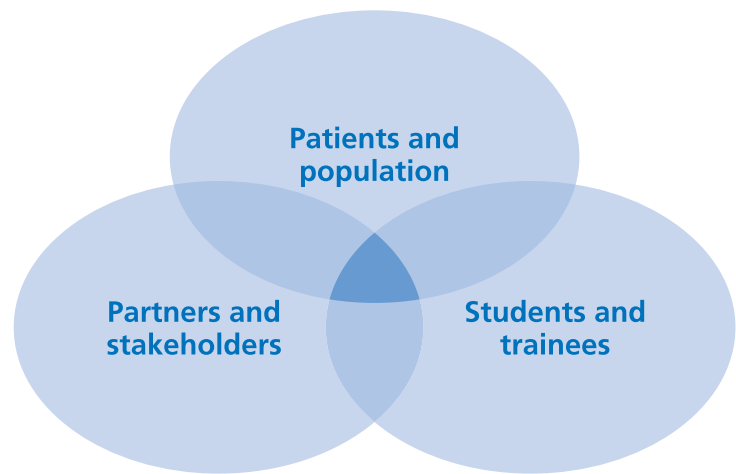 Patients and
population
Partners and
stakeholders
Students and
trainees